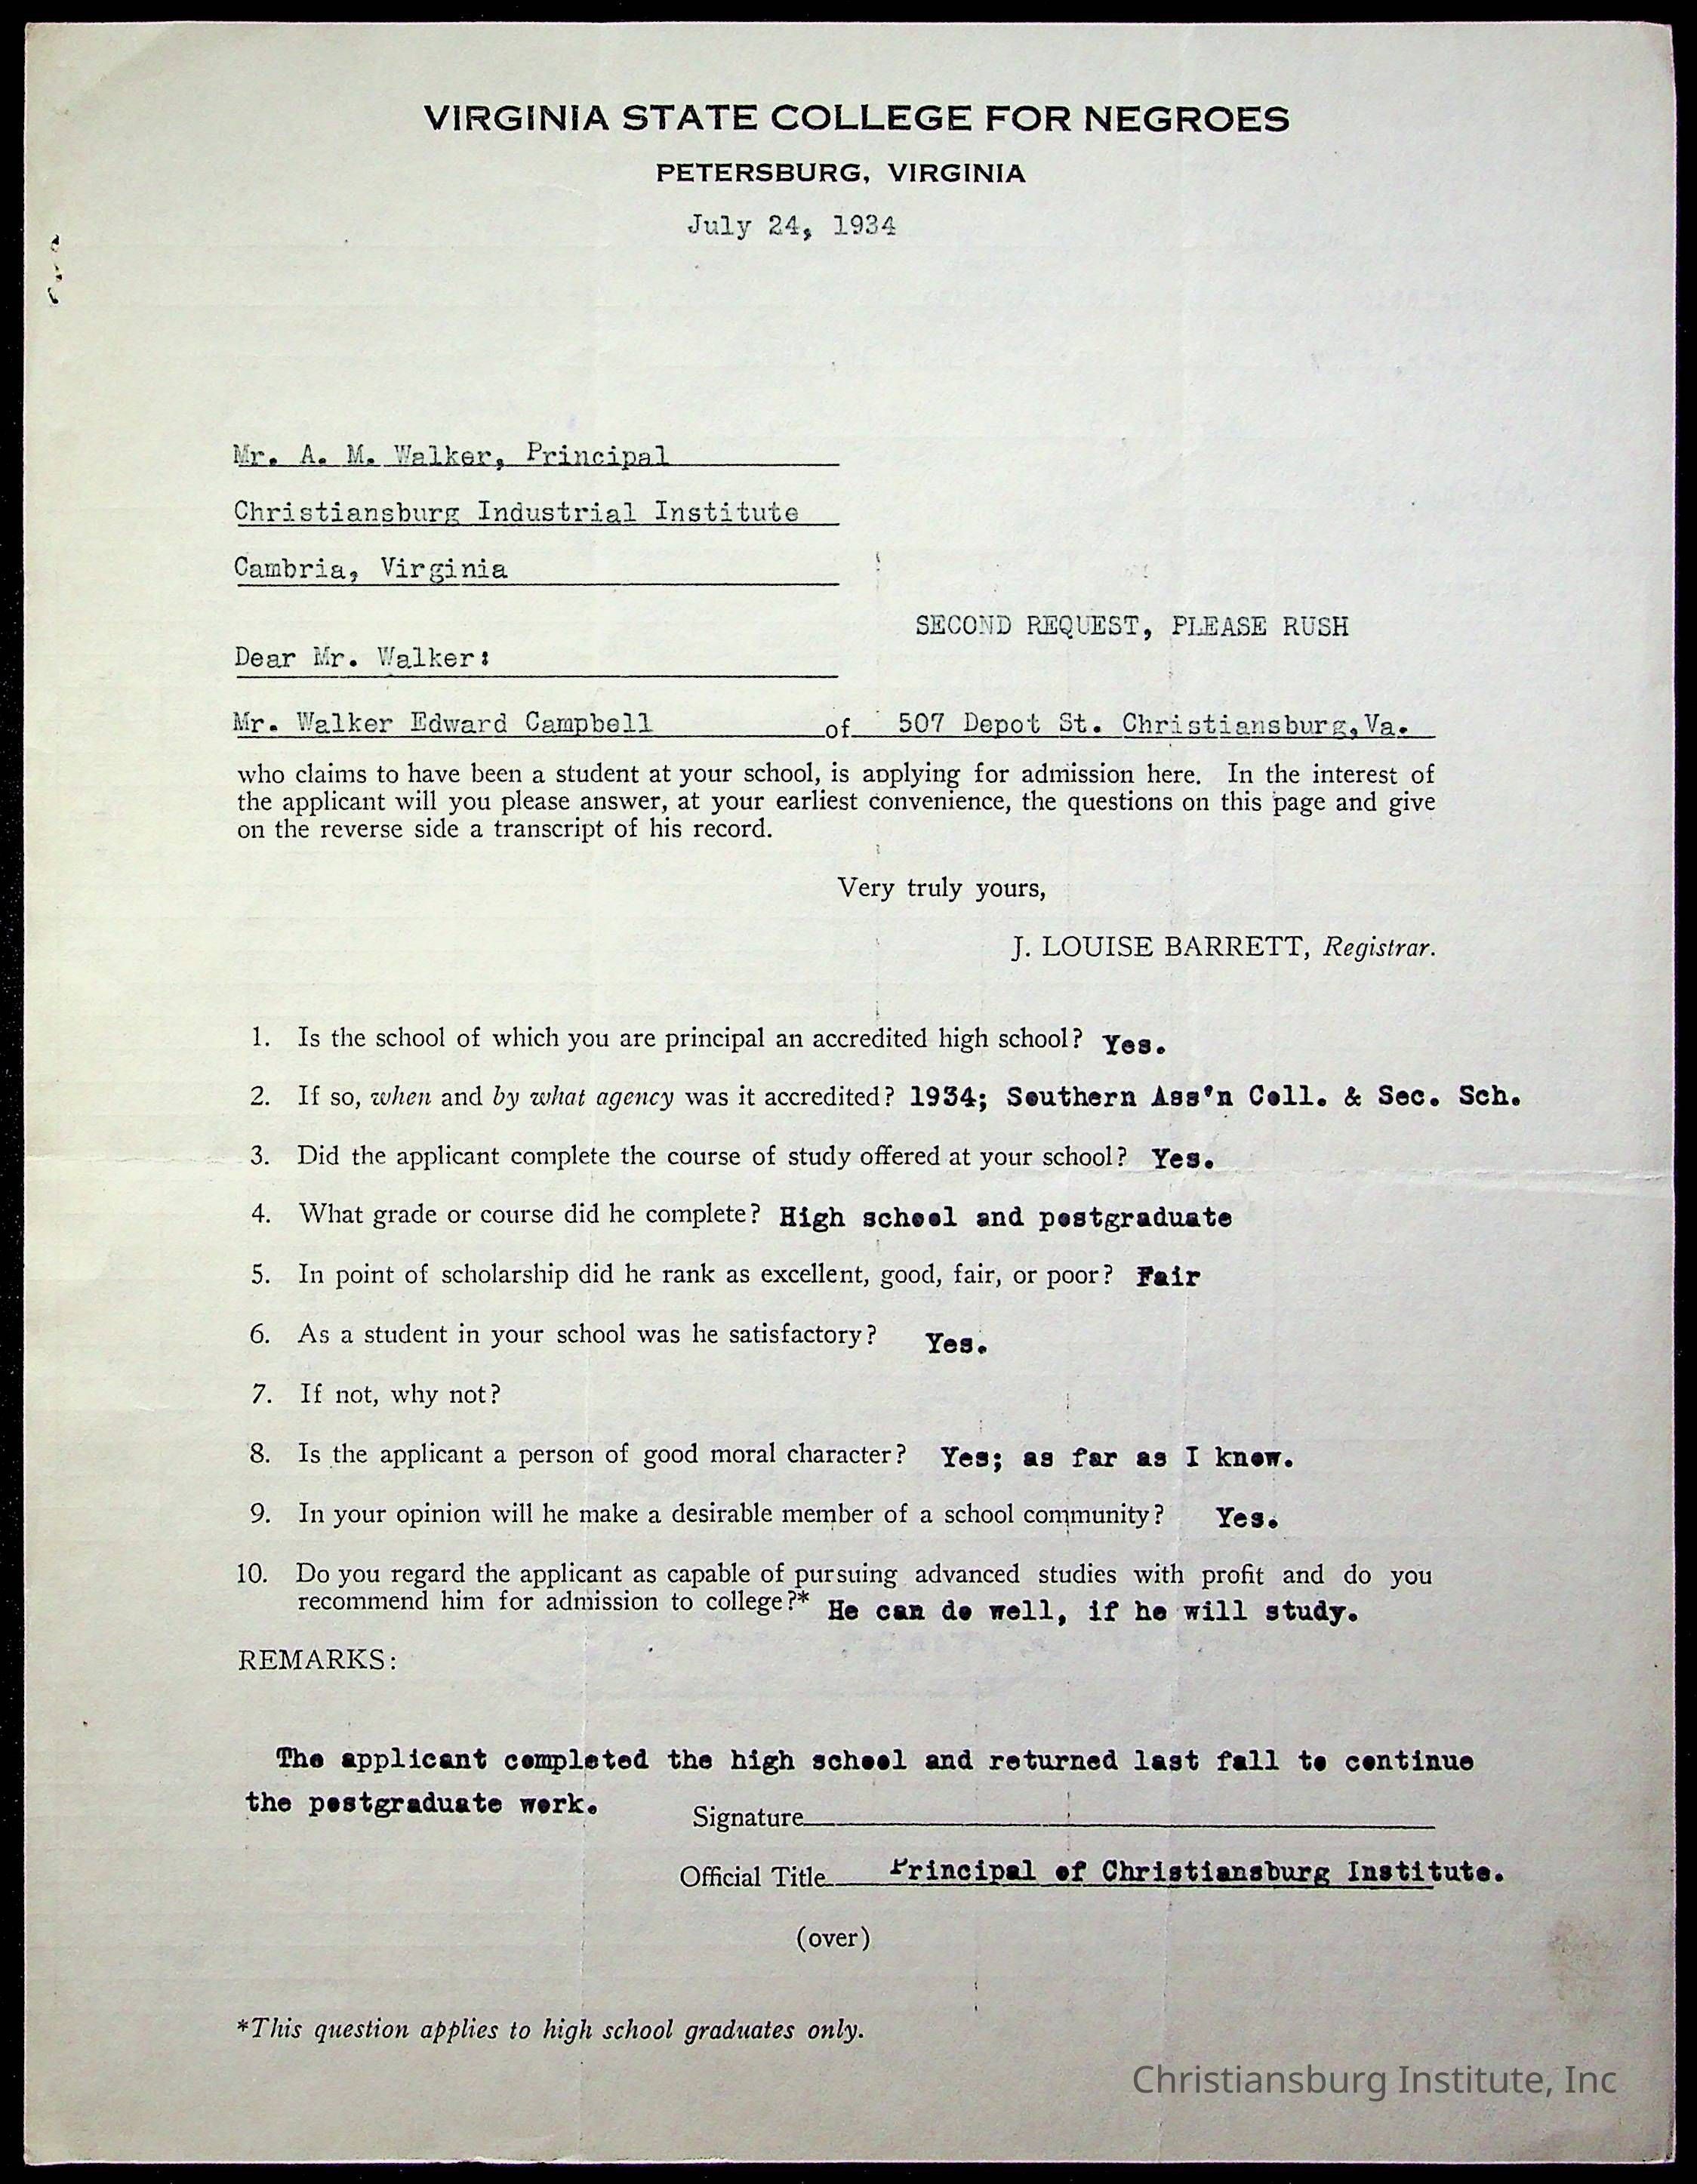 VIRGINIA STATE COLLEGE FOR NEGROES
PETERSBURG, VIRGINIA
July 24, 1934
Mr. A. M. Walker, Principal
Christiansburg Industrial Institute
Cambria, Virginia
SECOND REQUEST, PLEASE RUSH
Dear Mr. Walker:
Mr. Walker Edward Campbell of 507 Depot St. Christiansburg, Va.
who claims to have been a student at your school, is applying for admission here. In the interest of
the applicant will you please answer, at your earliest convenience, the questions on this page and give
on the reverse side a transcript of his record.
Very truly yours,
J. LOUISE BARRETT, Registrar.
1. Is the school of which you are principal an accredited high school? Yes.
2. If so, when and by what agency was it accredited? 1934; Southern Ass'n Coll. & Sec. Sch.
3. Did the applicant complete the course of study offered at your school? Yes.
4. What grade or course did he complete? High school and postgraduate
5. In point of scholarship did he rank as excellent, good, fair, or poor? Fair
6. As a student in your school was he satisfactory? Yes.
7. If not, why not?
8. Is the applicant a person of good moral character? Yes; as far as I know.
9. In your opinion will he make a desirable member of a school community? Yes.
10. Do you regard the applicant as capable of pursuing advanced studies with profit and do you
recommend him for admission to college?* He can do well, if he will study.
REMARKS:
The applicant completed the high school and returned last fall to continue
the postgraduate work.
Signature
Official Title Principal of Christiansburg Institute.
(over)
*This question applies to high school graduates only.
Christiansburg Institute, Inc